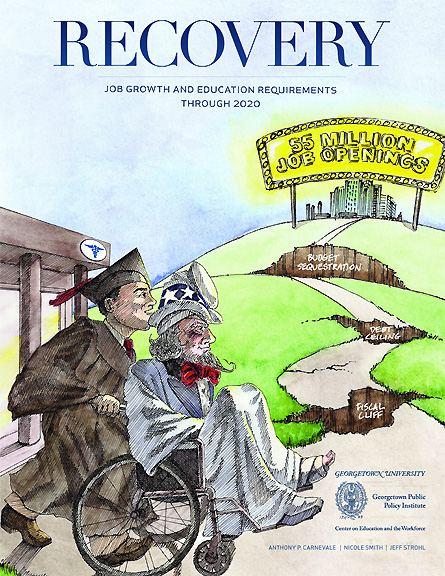 RECOVERY
JOB GROWTH AND EDUCATION REQUIREMENTS
THROUGH 2020
55 MILLION
JOB OPENINGS
BUDGET
SEQUESTRATION
DEBT
CEILING
FISCAL
CLIFF
GEORGETOWN UNIVERSITY
Georgetown Public
Policy Institute
Center on Education and the Workforce
ANTHONY P. CARNEVALE | NICOLE SMITH | JEFF STROHL